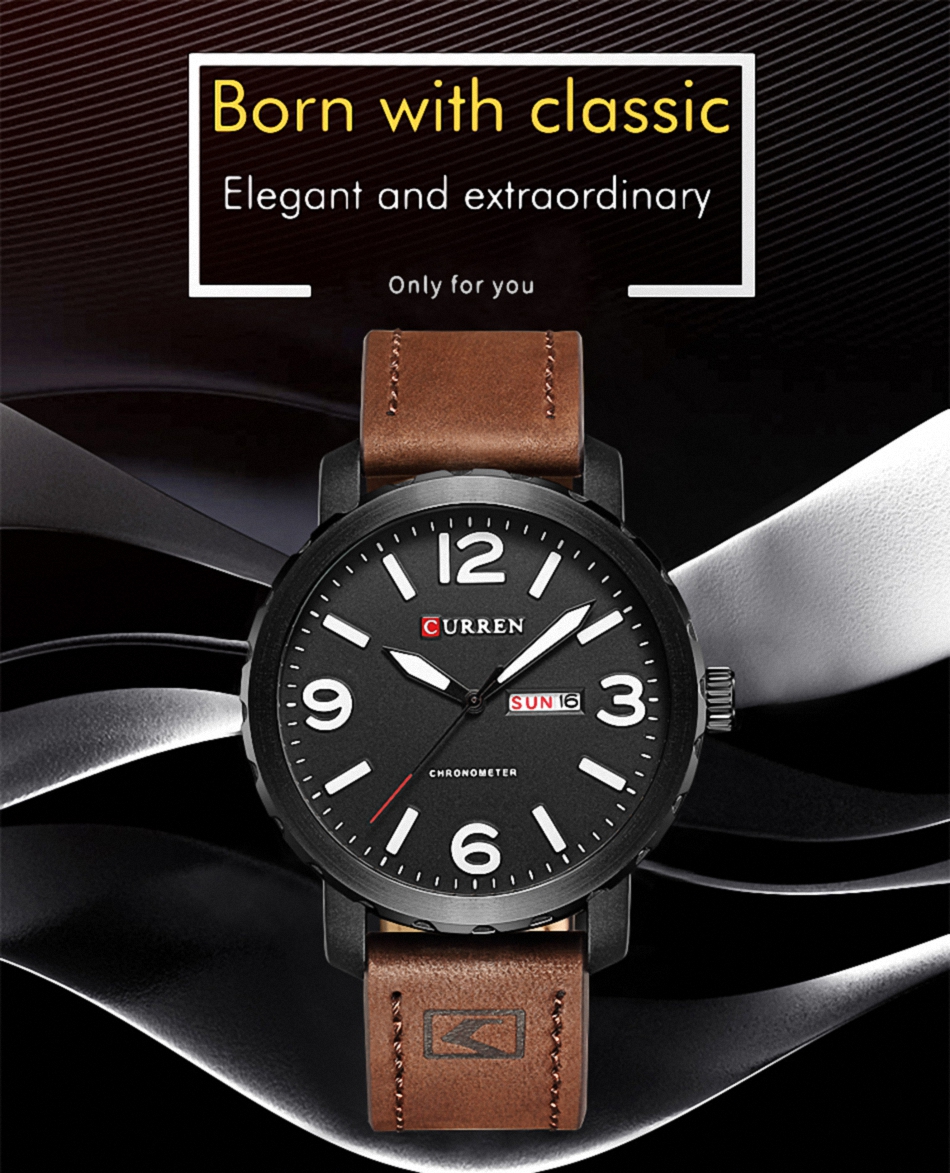 Born with classic
Elegant and extraordinary
Only for you
12
CURREN
9
SUN 16
3
CHRONOMETER
6